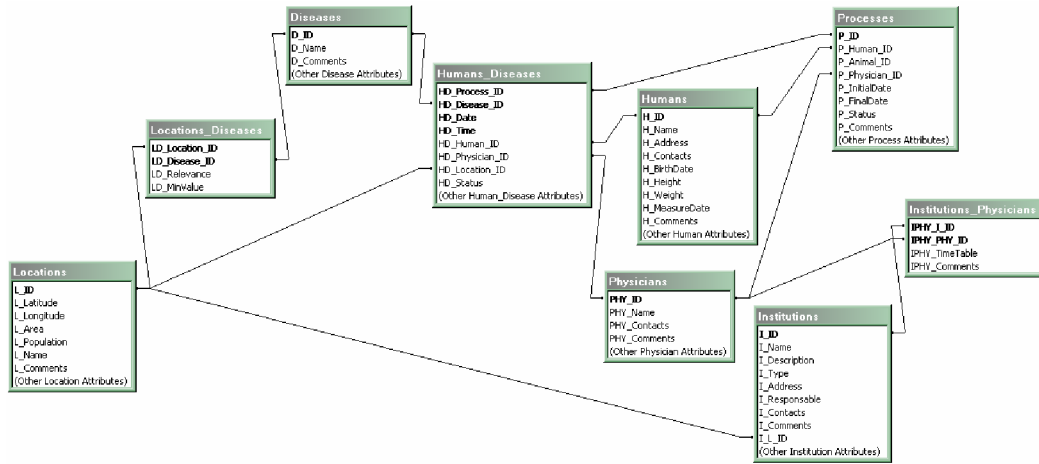 Diseases
D_ID
D_Name
D_Comments
(Other Disease Attributes)
Processes
P_ID
P_Human_ID
P_Animal_ID
P_Physician_ID
P_InitialDate
P_FinalDate
P_Status
P_Comments
(Other Process Attributes)
Humans_Diseases
HD_Process_ID
HD_Disease_ID
HD_Date
HD_Time
HD_Human_ID
HD_Physician_ID
HD_Location_ID
HD_Status
(Other Human_Disease Attributes)
Humans
H_ID
H_Name
H_Address
H_Contacts
H_BirthDate
H_Height
H_Weight
H_MeasureDate
H_Comments
(Other Human Attributes)
Locations_Diseases
LD_Location_ID
LD_Disease_ID
LD_Relevance
LD_MinValue
Institutions_Physicians
IPHY_I_ID
IPHY_PHY_ID
IPHY_TimeTable
IPHY_Comments
Locations
L_ID
L_Latitude
L_Longitude
L_Area
L_Population
L_Name
L_Comments
(Other Location Attributes)
Physicians
PHY_ID
PHY_Name
PHY_Contacts
PHY_Comments
(Other Physician Attributes)
Institutions
I_ID
I_Name
I_Description
I_Type
I_Address
I_Responsable
I_Contacts
I_Comments
I_L_ID
(Other Institution Attributes)